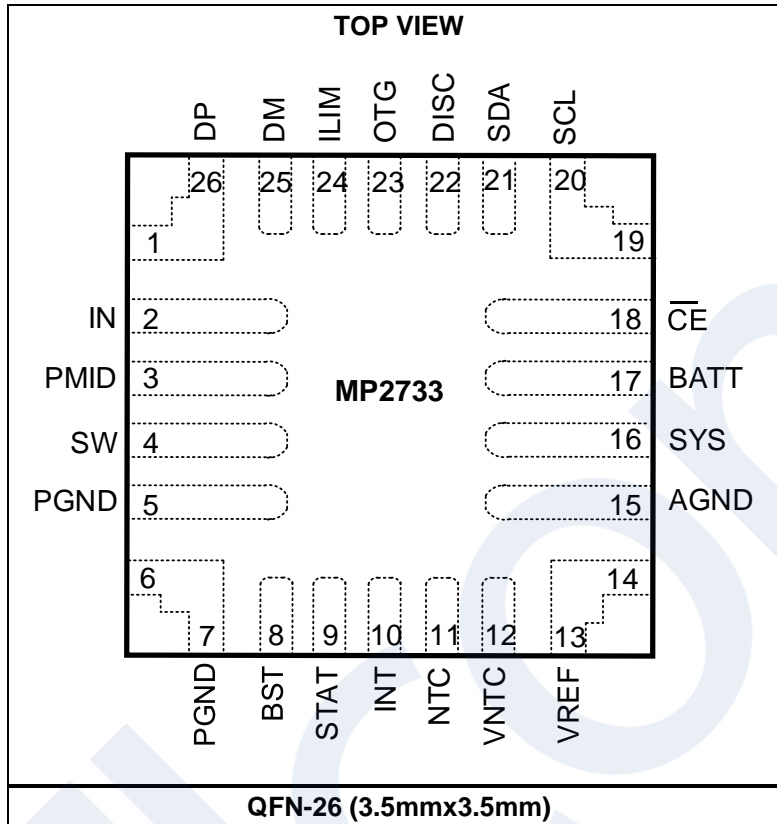 TOP VIEW
DP DM ILIM OTG DISC SDA SCL
26 25 24 23 22 21 20
1 19
IN 2 18 C̅E̅
PMID 3 17 BATT
MP2733
SW 4 16 SYS
PGND 5 15 AGND
6 14
7 8 9 10 11 12 13
PGND BST STAT INT NTC VNTC VREF
QFN-26 (3.5mmx3.5mm)